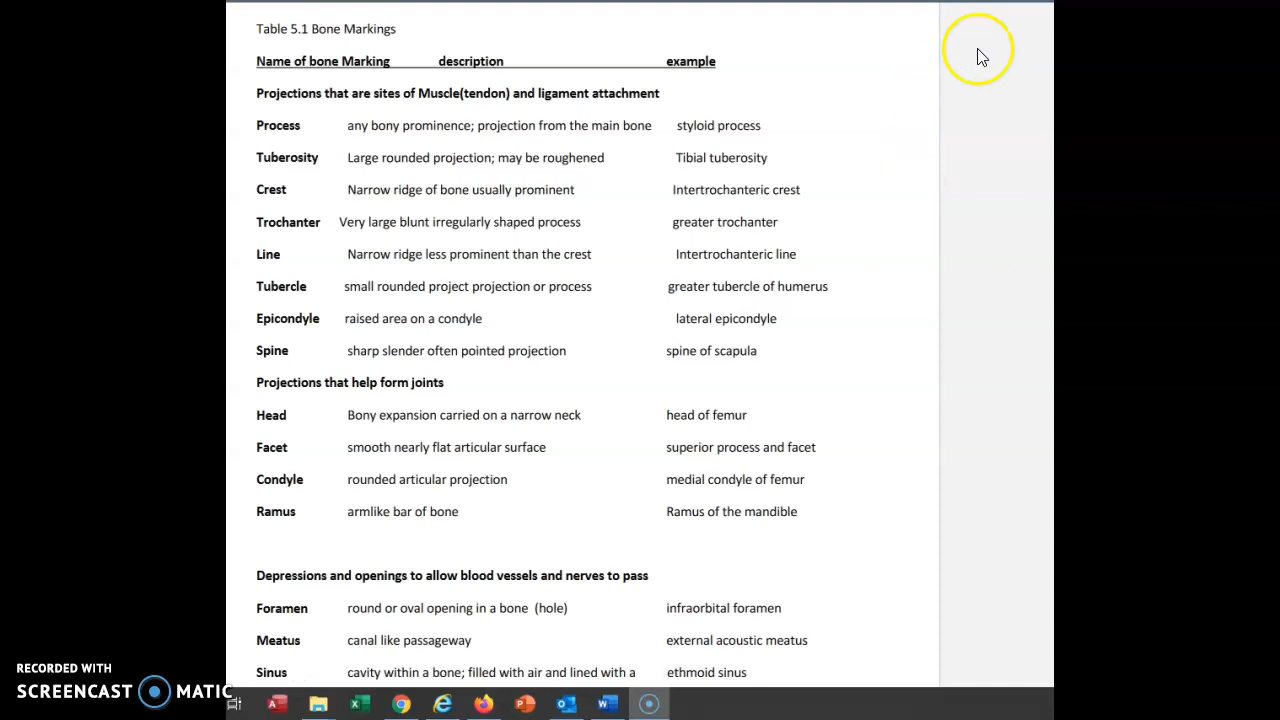 Table 5.1 Bone Markings
Name of bone Marking description example
Projections that are sites of Muscle(tendon) and ligament attachment
Process any bony prominence; projection from the main bone styloid process
Tuberosity Large rounded projection; may be roughened Tibial tuberosity
Crest Narrow ridge of bone usually prominent Intertrochanteric crest
Trochanter Very large blunt irregularly shaped process greater trochanter
Line Narrow ridge less prominent than the crest Intertrochanteric line
Tubercle small rounded project projection or process greater tubercle of humerus
Epicondyle raised area on a condyle lateral epicondyle
Spine sharp slender often pointed projection spine of scapula
Projections that help form joints
Head Bony expansion carried on a narrow neck head of femur
Facet smooth nearly flat articular surface superior process and facet
Condyle rounded articular projection medial condyle of femur
Ramus armlike bar of bone Ramus of the mandible
Depressions and openings to allow blood vessels and nerves to pass
Foramen round or oval opening in a bone (hole) infraorbital foramen
Meatus canal like passageway external acoustic meatus
Sinus cavity within a bone; filled with air and lined with a ethmoid sinus
RECORDED WITH
SCREENCAST MATIC